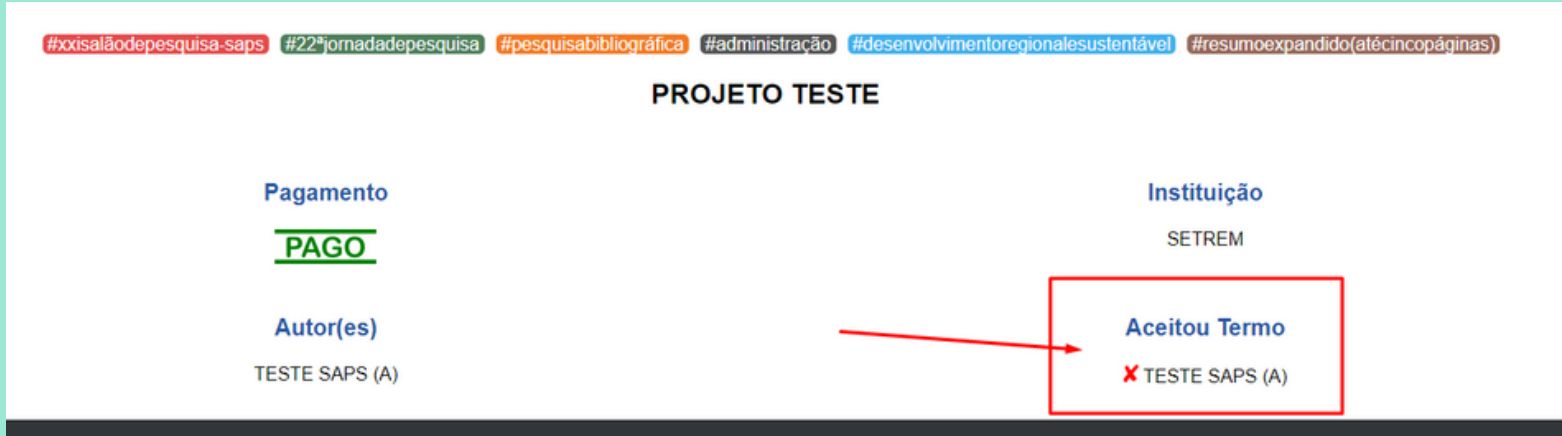 #xxisalãodepesquisa-saps #22ªjornadadepesquisa #pesquisabibliográfica #administração #desenvolvimentoregionalesustentável #resumoexpandido(atécincopáginas)
PROJETO TESTE
Pagamento
PAGO
Instituição
SETREM
Autor(es)
TESTE SAPS (A)
Aceitou Termo
✘ TESTE SAPS (A)